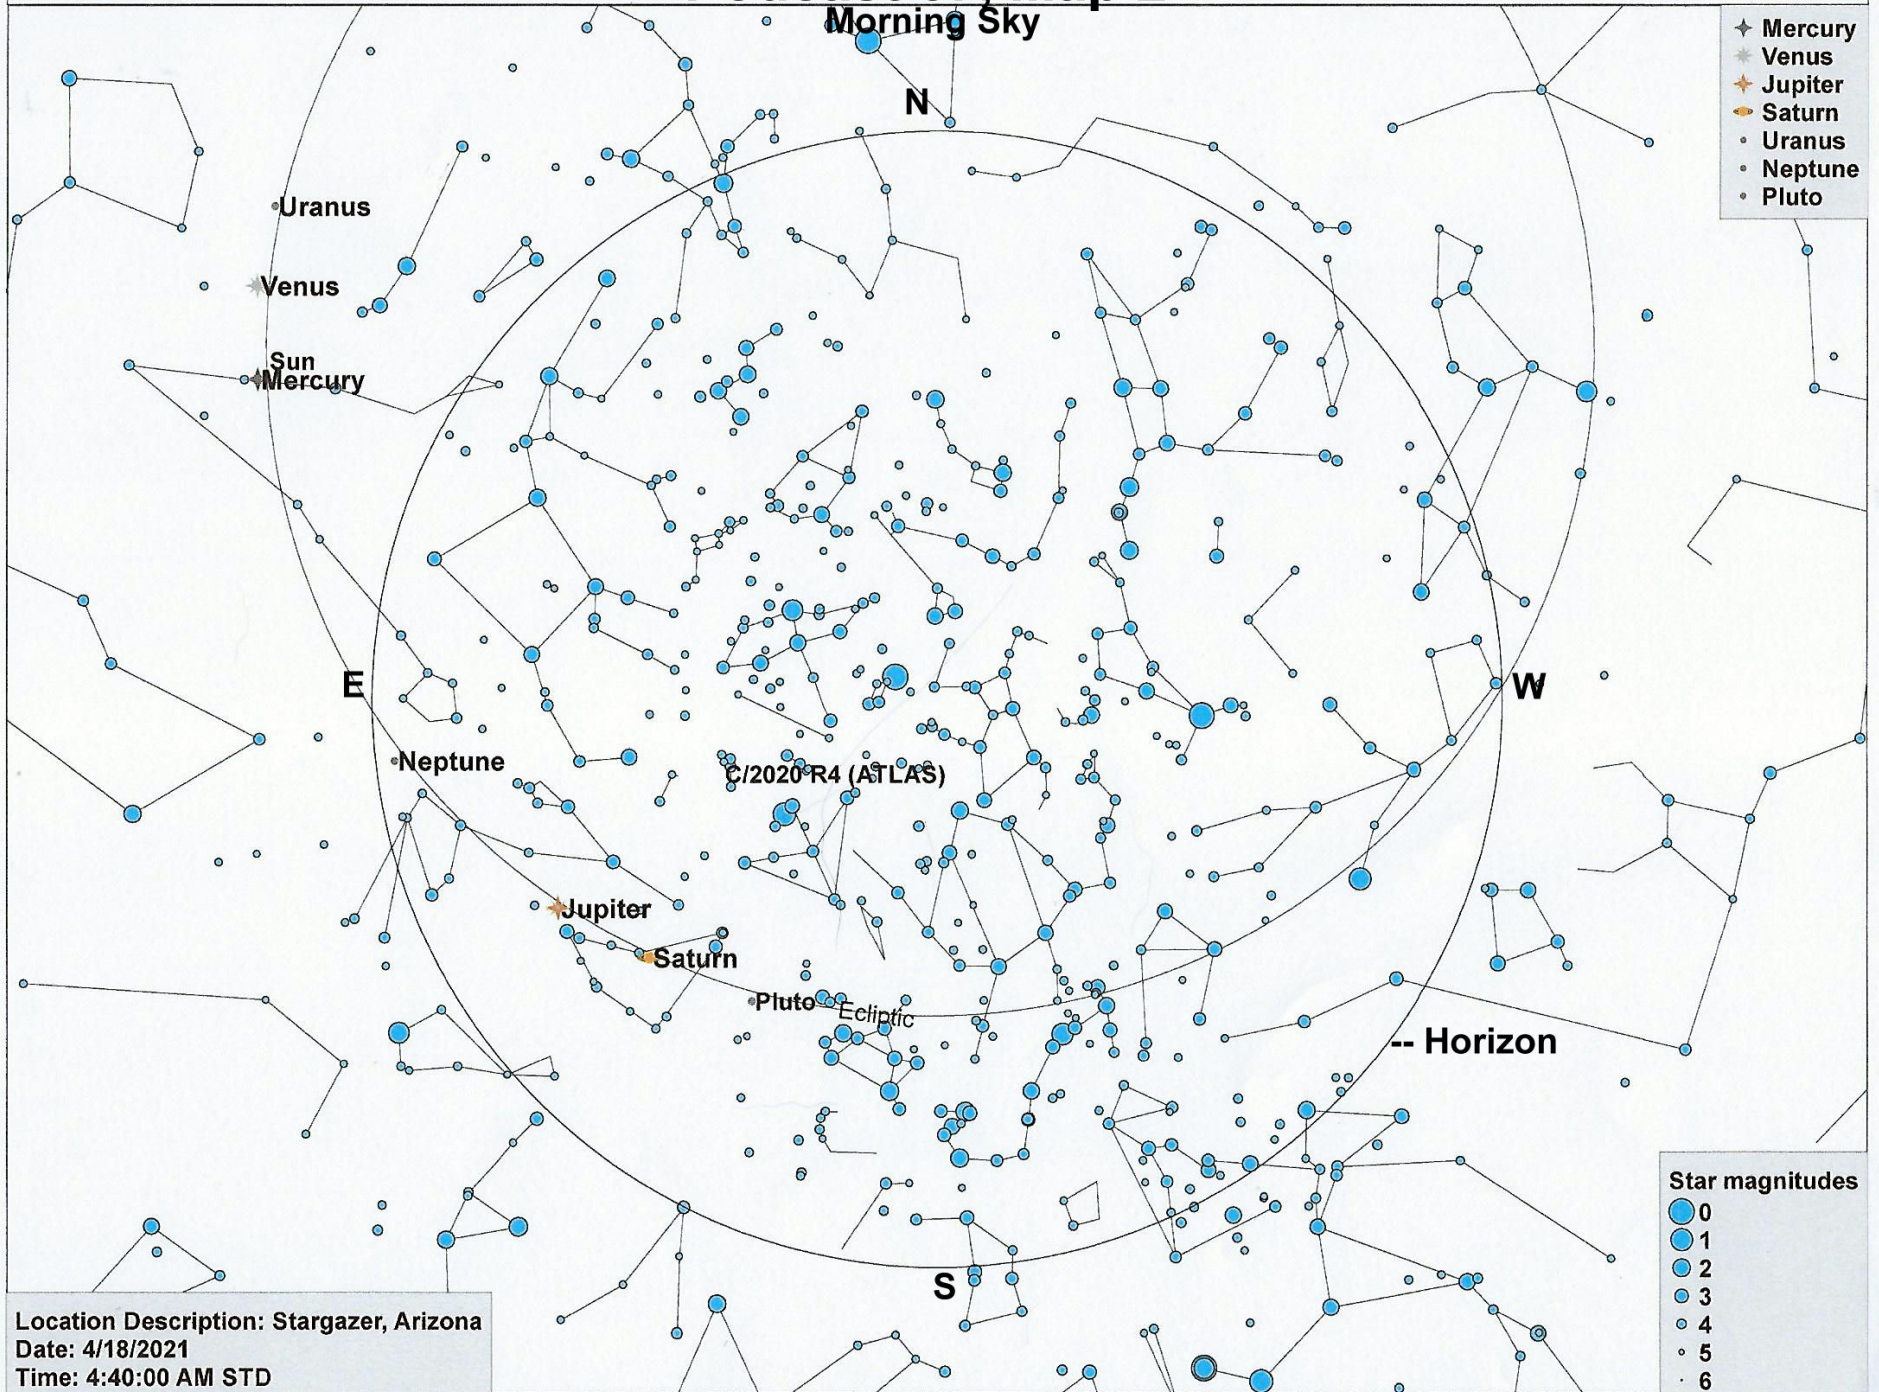 Morning Sky
N
Mercury
Venus
Jupiter
Saturn
Uranus
Neptune
Pluto
Uranus
Venus
Sun
Mercury
E
W
Neptune
C/2020 R4 (ATLAS)
Jupiter
Saturn
Pluto
Ecliptic
-- Horizon
S
Star magnitudes
0
1
2
3
4
5
6
Location Description: Stargazer, Arizona
Date: 4/18/2021
Time: 4:40:00 AM STD